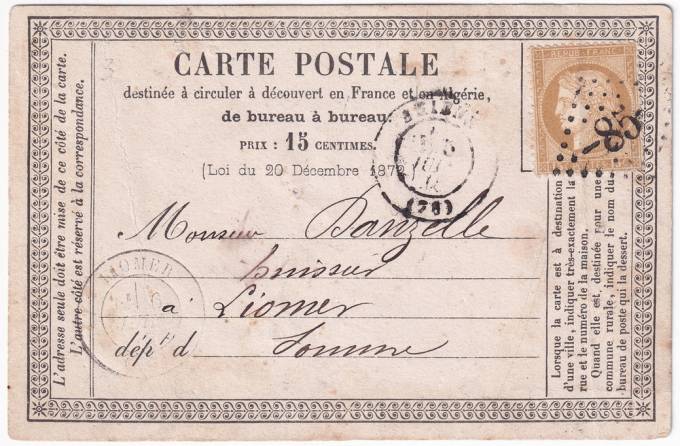 CARTE POSTALE
destinée à circuler à découvert en France et en Algérie,
de bureau à bureau.
PRIX : 15 CENTIMES.
(Loi du 20 Décembre 1872
REPUB. FRANC.
85
AMIENS
(76)
Monsieur Danzelle
huissier
à Liomer
dépt d Somme
LIOMER
L'adresse seule doit être mise de ce côté de la carte.
L'autre côté est réservé à la correspondance.
Lorsque la carte est à destination
d'une ville, indiquer très-exactement la
rue et le numéro de la maison.
Quand elle est, destinée pour une
commune rurale, indiquer le nom du
bureau de poste qui la dessert.